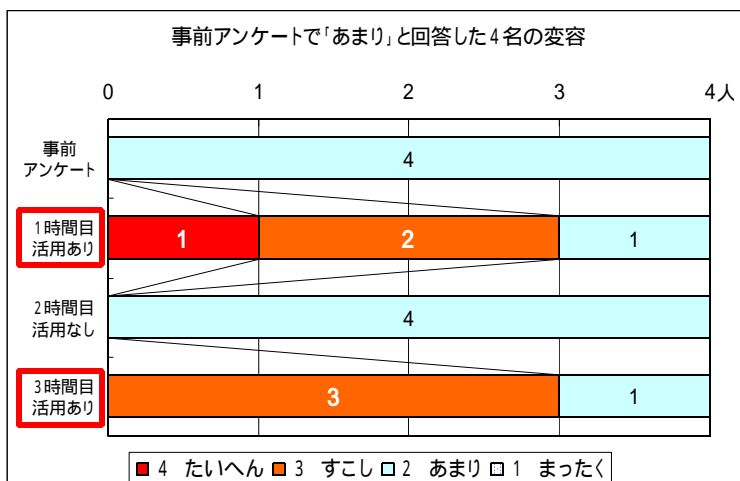 事前アンケートで「あまり」と回答した4名の変容
0 1 2 3 4人
事前
アンケート
4
1時間目
活用あり
1 2 1
2時間目
活用なし
4
3時間目
活用あり
3 1
4 たいへん 3 すこし 2 あまり 1 まったく